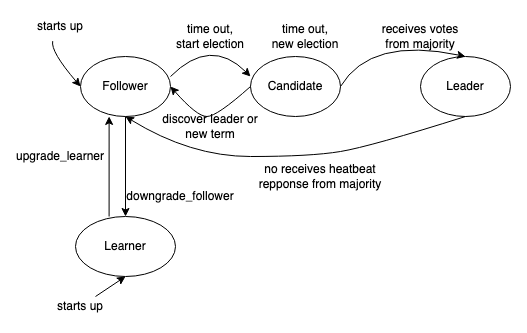 starts up
time out,
start election
time out,
new election
receives votes
from majority
Follower
Candidate
Leader
discover leader or
new term
upgrade_learner
no receives heatbeat
repponse from majority
downgrade_follower
Learner
starts up